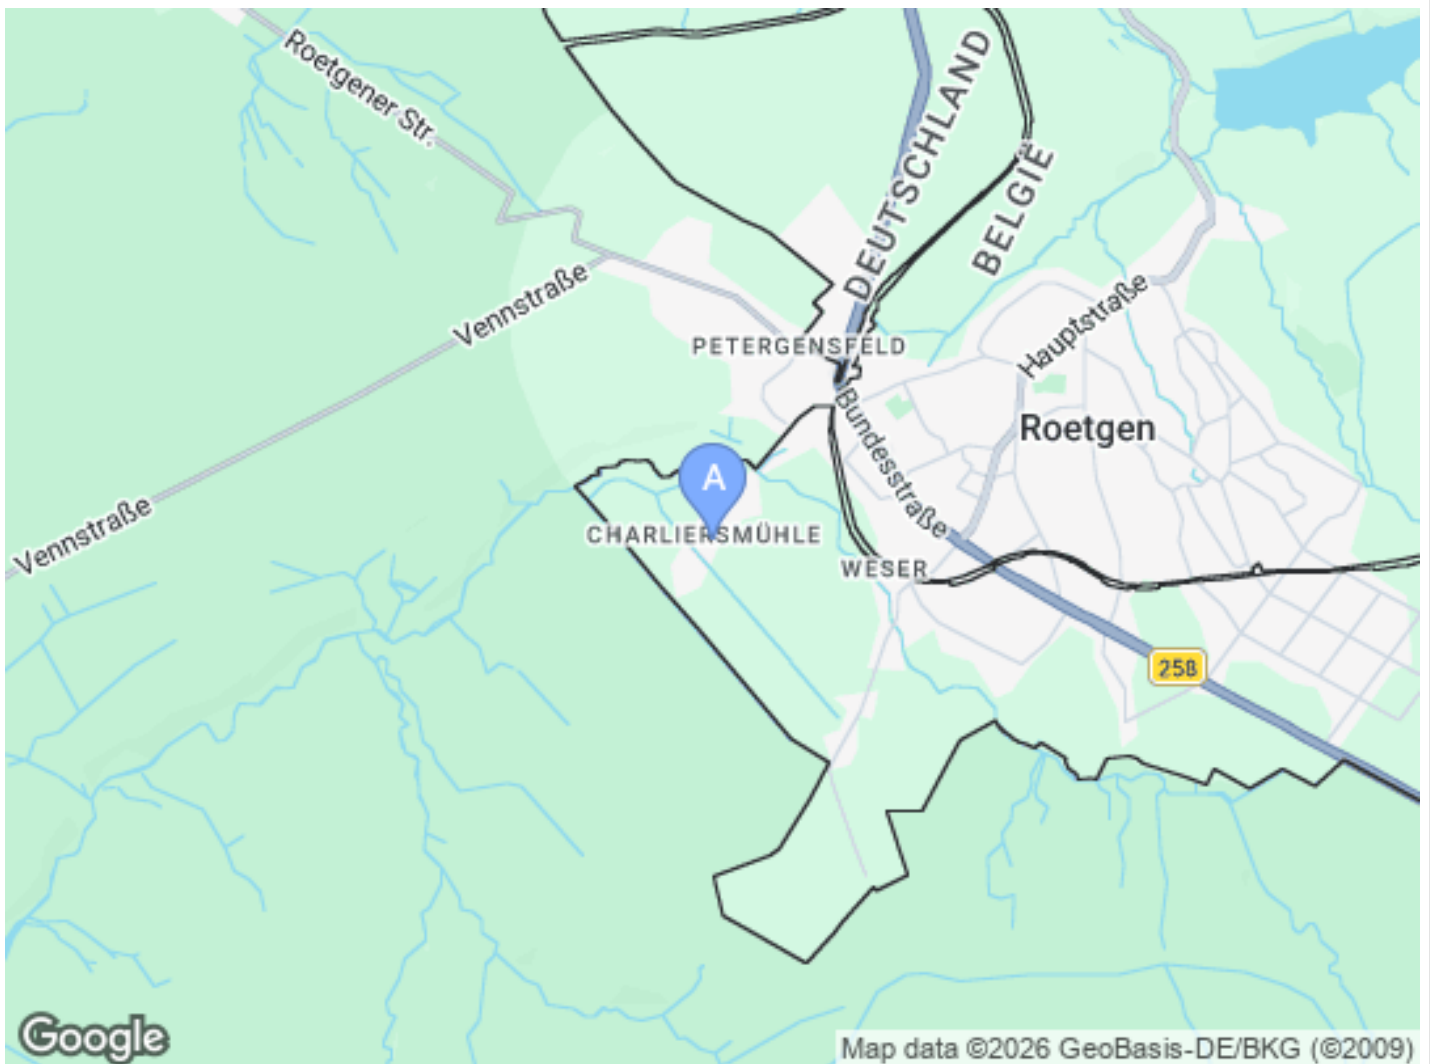 Roetgener Str.
DEUTSCHLAND
BELGIË
Vennstraße
Hauptstraße
PETERGENSFELD
Bundesstraße
Roetgen
A
Vennstraße
CHARLIERSMÜHLE
WESER
258
Google
Map data ©2026 GeoBasis-DE/BKG (©2009)